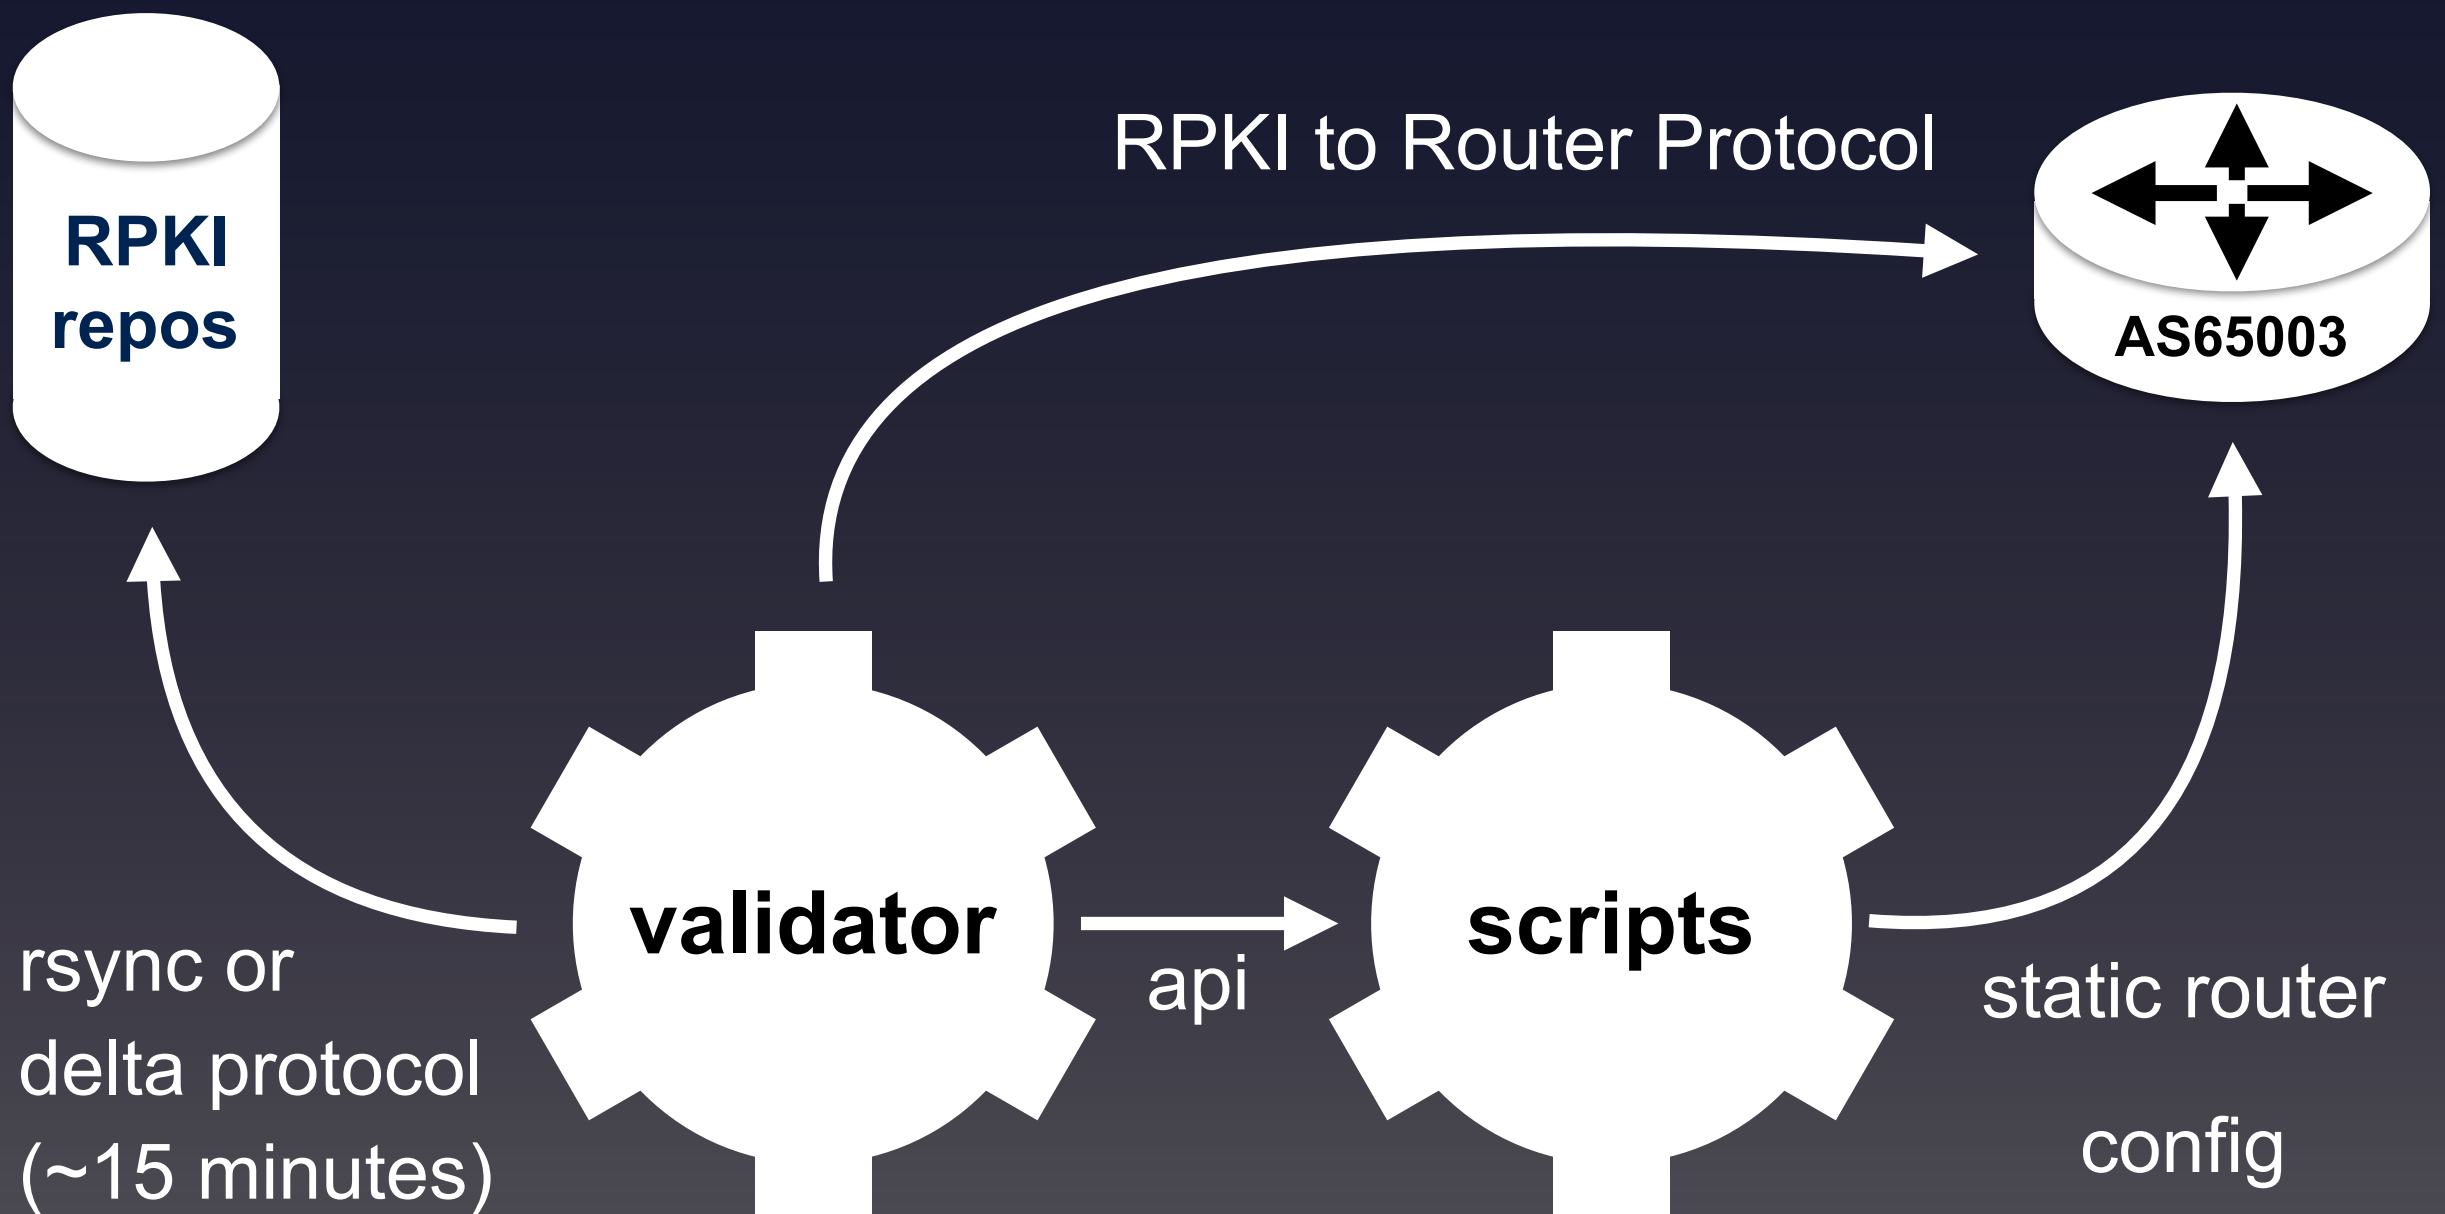 RPKI
repos
RPKI to Router Protocol
AS65003
validator
api
scripts
rsync or
delta protocol
(~15 minutes)
static router
config